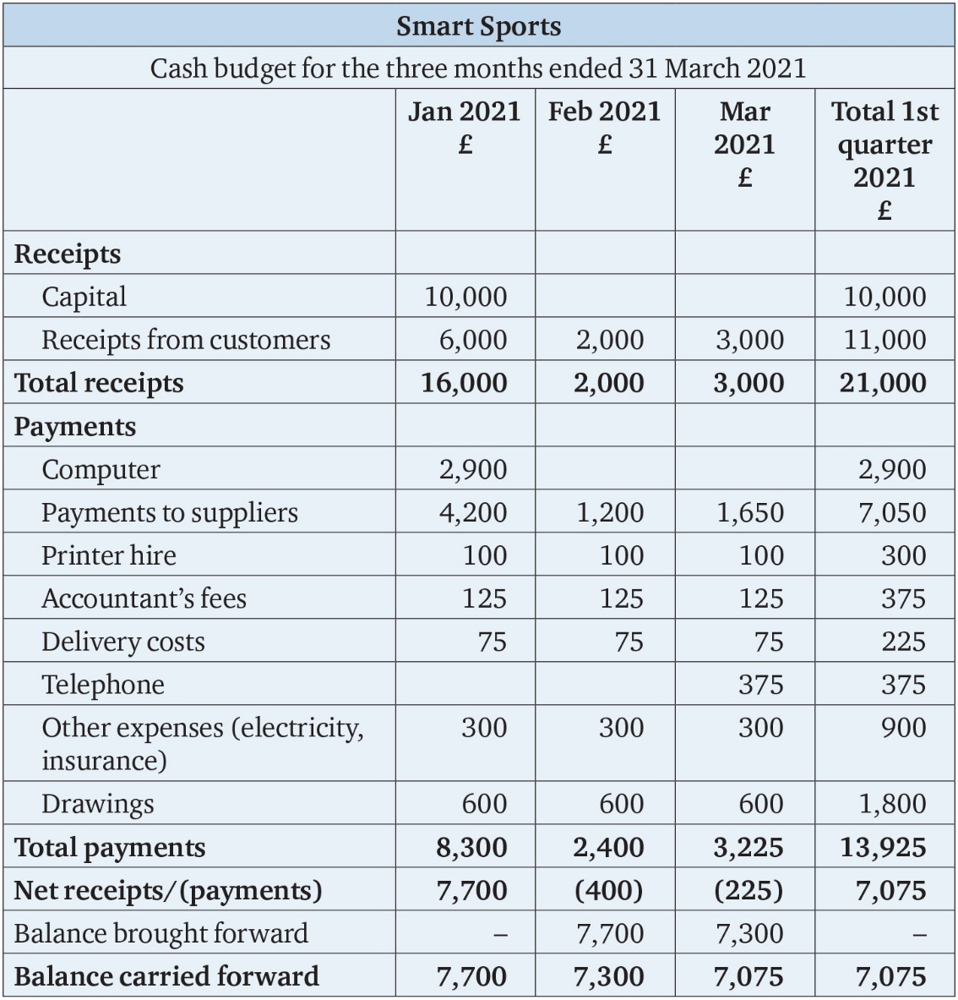 Smart Sports
Cash budget for the three months ended 31 March 2021
Jan 2021 £ Feb 2021 £ Mar 2021 £ Total 1st quarter 2021 £
Receipts
Capital 10,000 10,000
Receipts from customers 6,000 2,000 3,000 11,000
Total receipts 16,000 2,000 3,000 21,000
Payments
Computer 2,900 2,900
Payments to suppliers 4,200 1,200 1,650 7,050
Printer hire 100 100 100 300
Accountant’s fees 125 125 125 375
Delivery costs 75 75 75 225
Telephone 375 375
Other expenses (electricity, 300 300 300 900
insurance)
Drawings 600 600 600 1,800
Total payments 8,300 2,400 3,225 13,925
Net receipts/(payments) 7,700 (400) (225) 7,075
Balance brought forward – 7,700 7,300 –
Balance carried forward 7,700 7,300 7,075 7,075